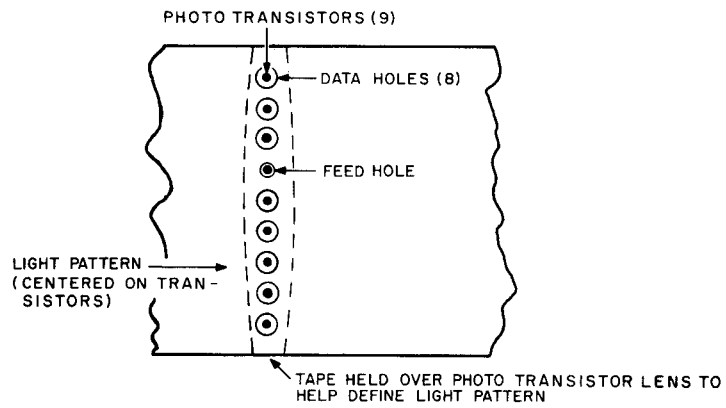 PHOTO TRANSISTORS (9)
DATA HOLES (8)
FEED HOLE
LIGHT PATTERN
(CENTERED ON TRAN-
SISTORS)
TAPE HELD OVER PHOTO TRANSISTOR LENS TO
HELP DEFINE LIGHT PATTERN